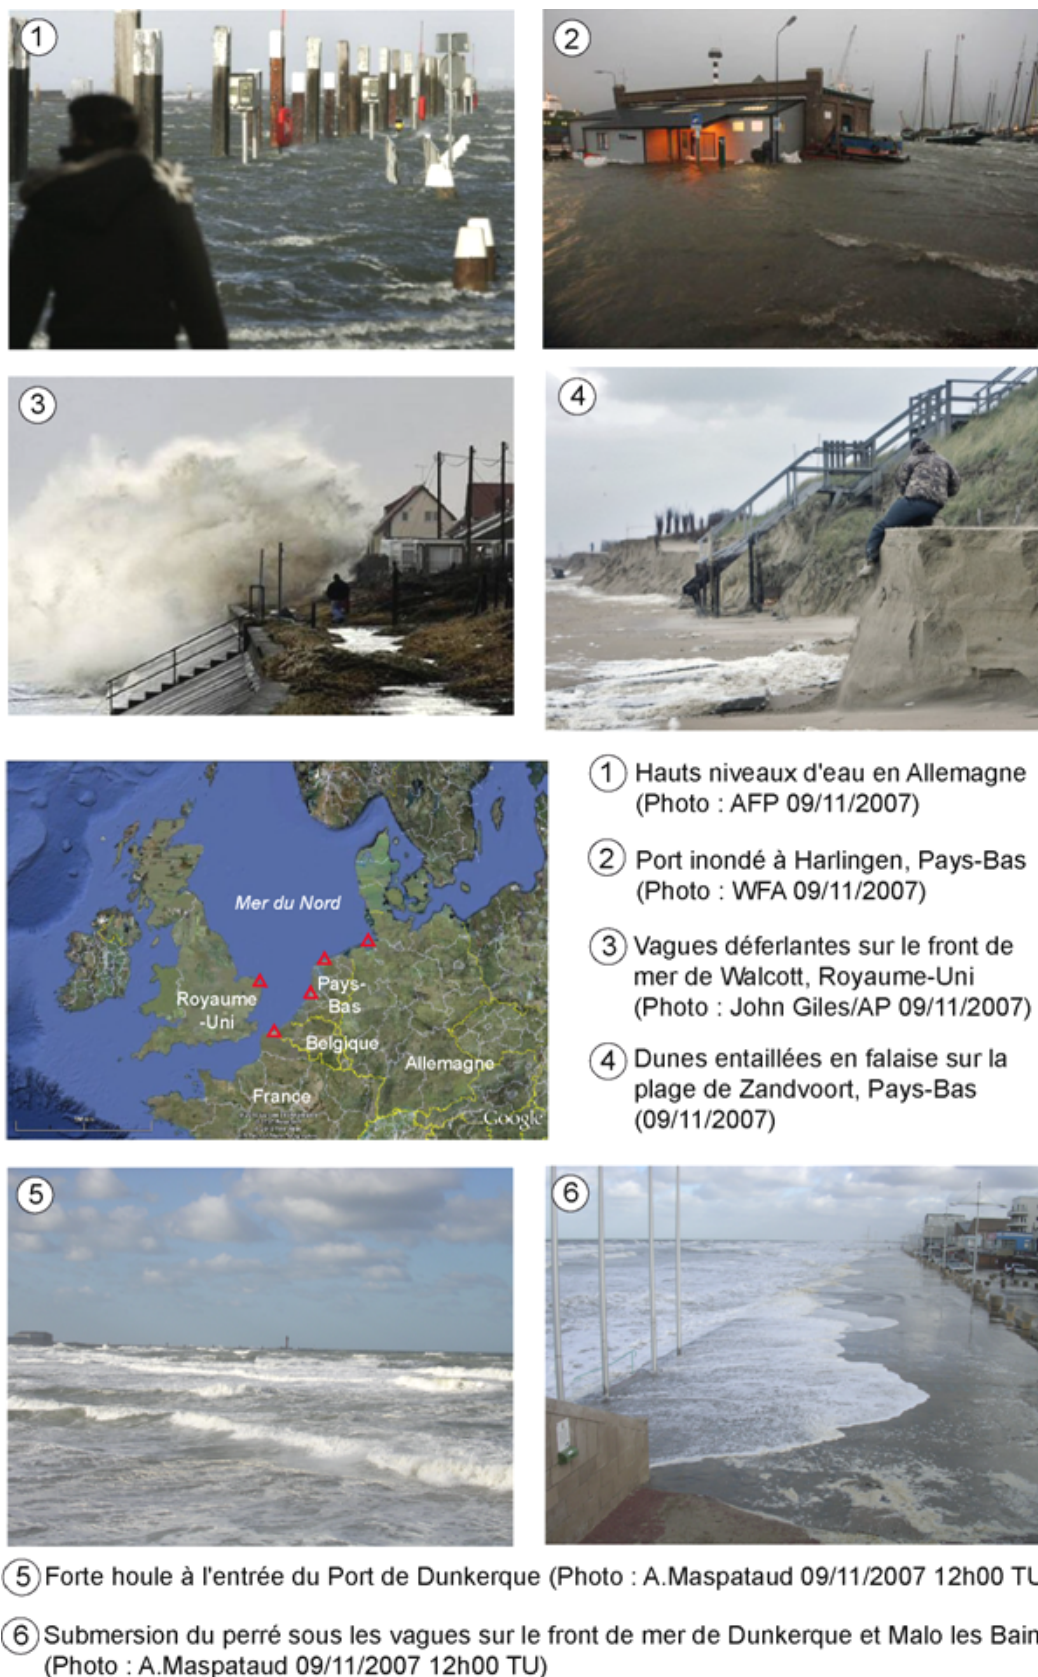 1
2
3
4
Mer du Nord
Royaume
-Uni
Pays-
Bas
Belgique
Allemagne
France
Google
1 Hauts niveaux d'eau en Allemagne
(Photo : AFP 09/11/2007)
2 Port inondé à Harlingen, Pays-Bas
(Photo : WFA 09/11/2007)
3 Vagues déferlantes sur le front de
mer de Walcott, Royaume-Uni
(Photo : John Giles/AP 09/11/2007)
4 Dunes entaillées en falaise sur la
plage de Zandvoort, Pays-Bas
(09/11/2007)
5
6
5 Forte houle à l'entrée du Port de Dunkerque (Photo : A.Maspataud 09/11/2007 12h00 TU
6 Submersion du perré sous les vagues sur le front de mer de Dunkerque et Malo les Bain
(Photo : A.Maspataud 09/11/2007 12h00 TU)